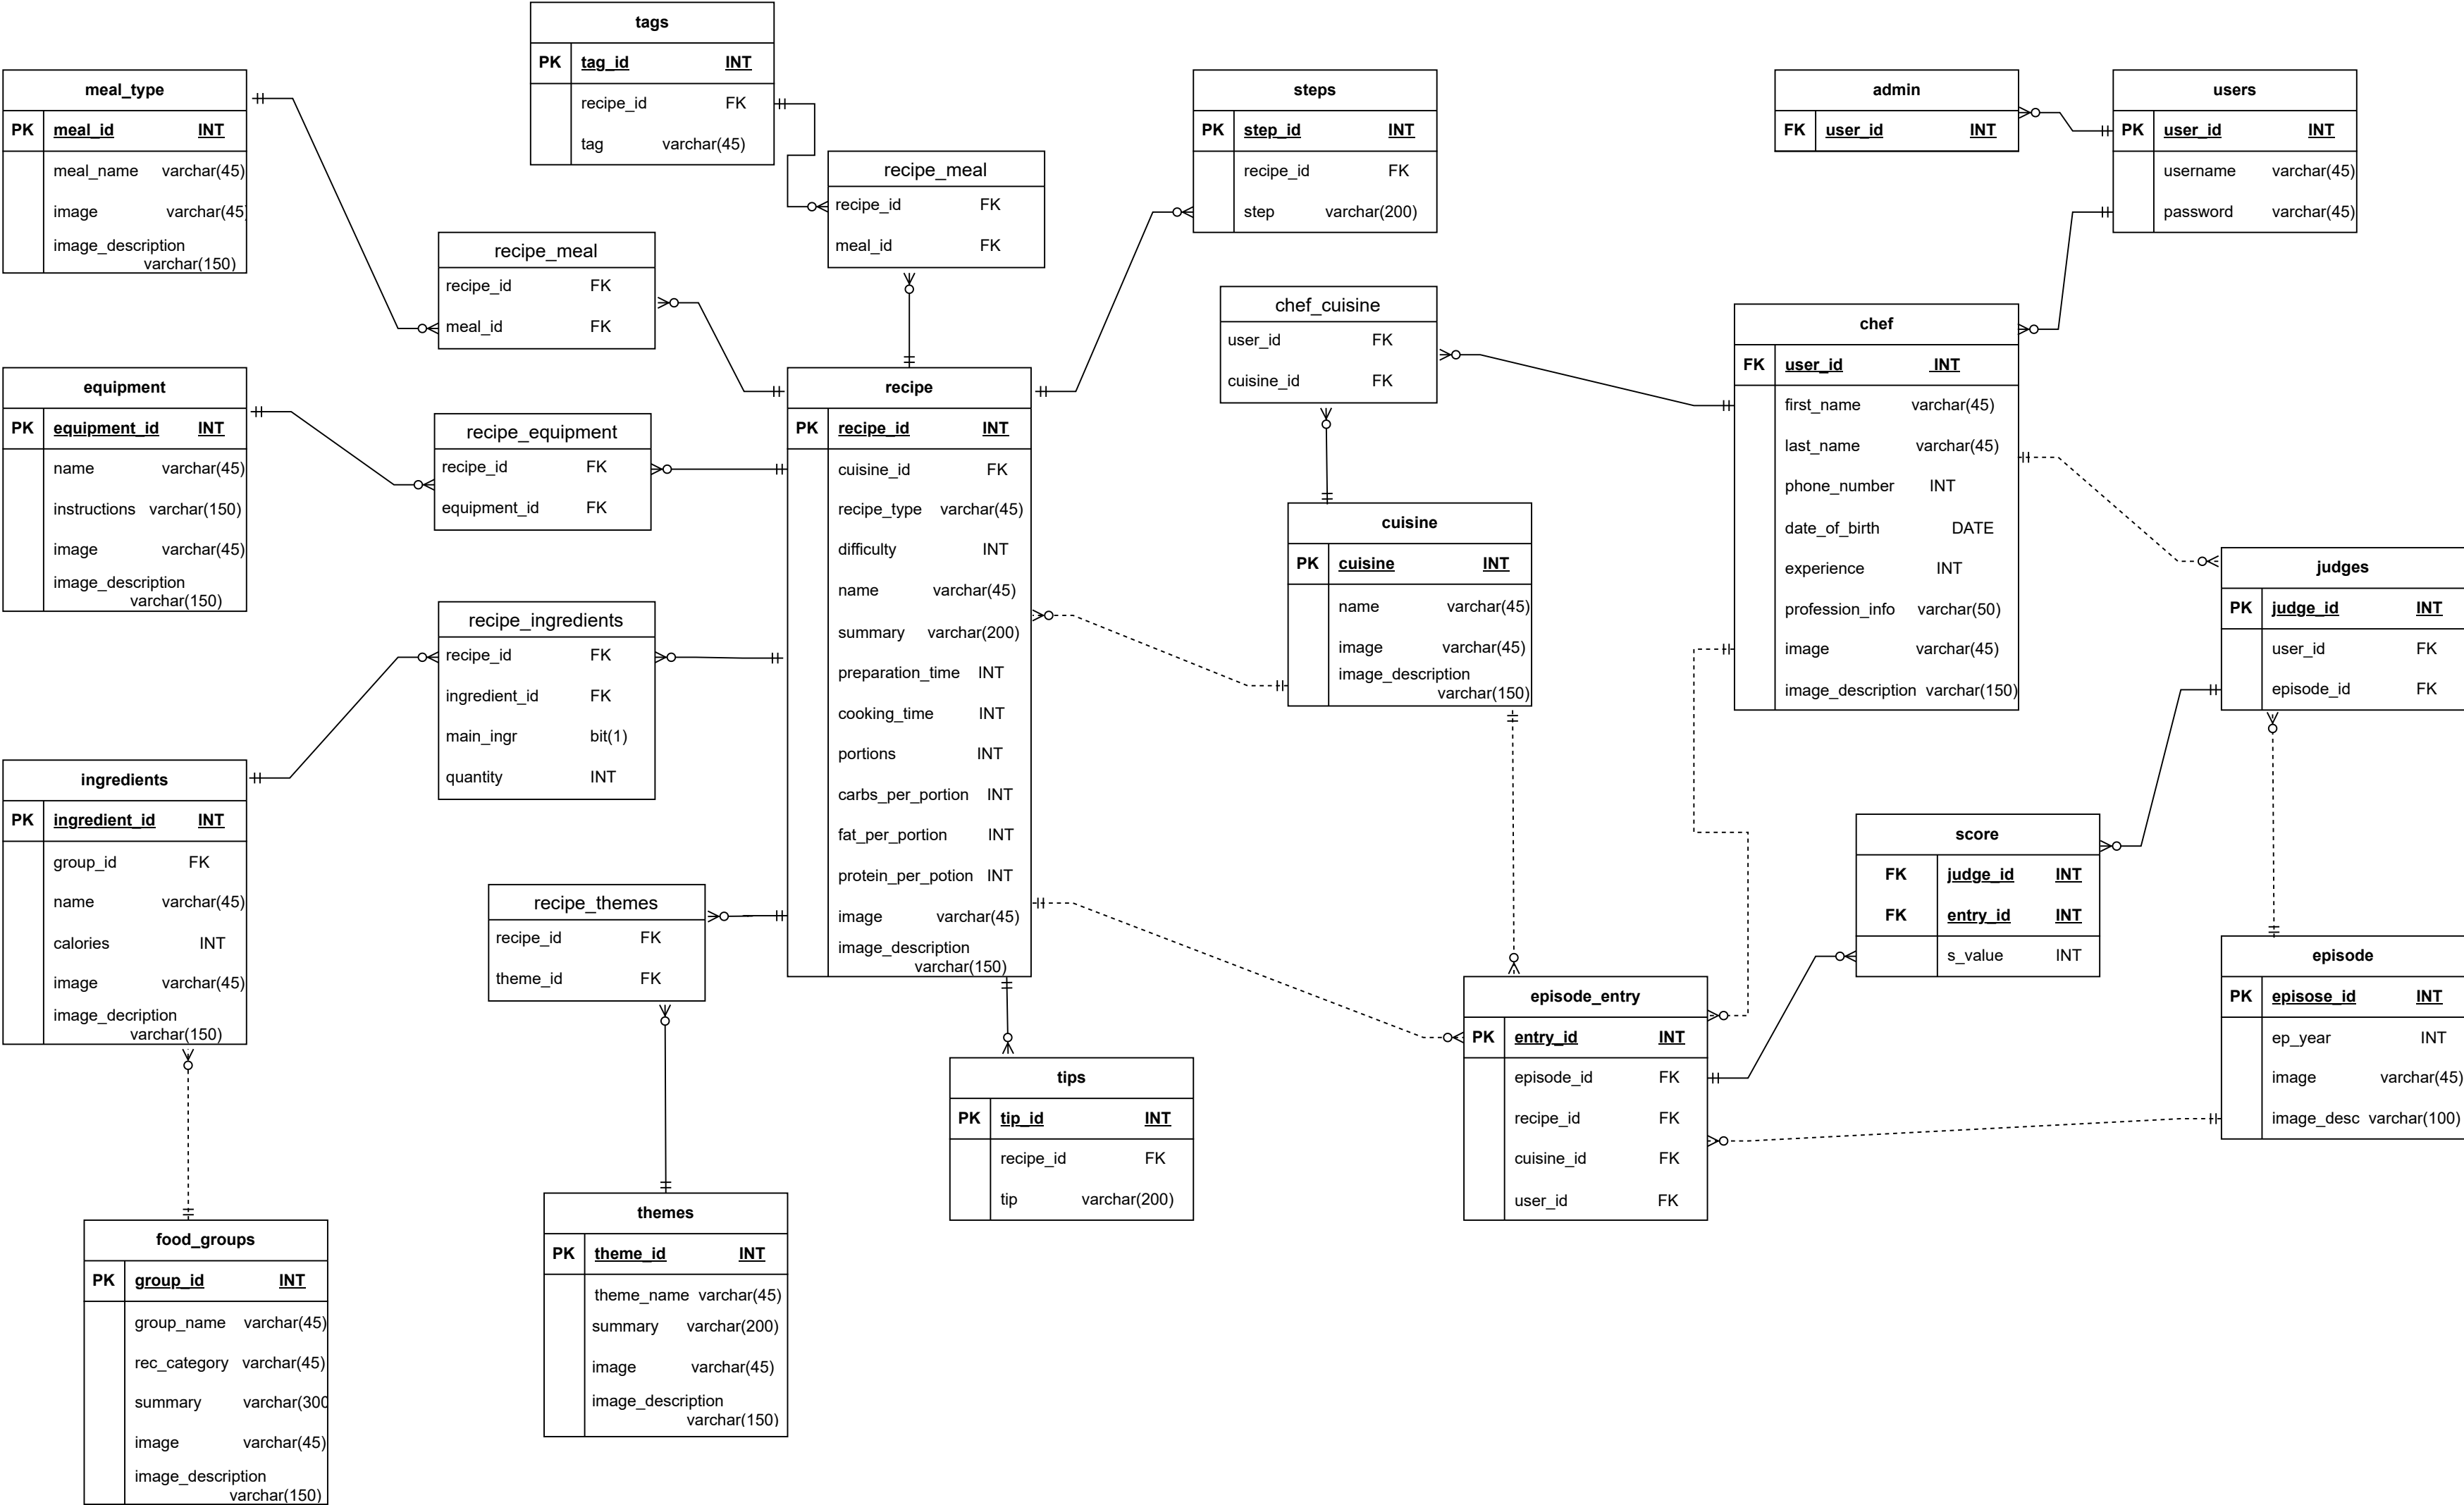 tags
PK tag_id INT
recipe_id FK
tag varchar(45)
meal_type
PK meal_id INT
meal_name varchar(45)
image varchar(45)
image_description
varchar(150)
recipe_meal
recipe_id FK
meal_id FK
recipe_meal
recipe_id FK
meal_id FK
steps
PK step_id INT
recipe_id FK
step varchar(200)
admin
FK user_id INT
users
PK user_id INT
username varchar(45)
password varchar(45)
chef_cuisine
user_id FK
cuisine_id FK
chef
FK user_id INT
first_name varchar(45)
last_name varchar(45)
phone_number INT
date_of_birth DATE
experience INT
profession_info varchar(50)
image varchar(45)
image_description varchar(150)
equipment
PK equipment_id INT
name varchar(45)
instructions varchar(150)
image varchar(45)
image_description
varchar(150)
recipe_equipment
recipe_id FK
equipment_id FK
recipe
PK recipe_id INT
cuisine_id FK
recipe_type varchar(45)
difficulty INT
name varchar(45)
summary varchar(200)
preparation_time INT
cooking_time INT
portions INT
carbs_per_portion INT
fat_per_portion INT
protein_per_potion INT
image varchar(45)
image_description
varchar(150)
cuisine
PK cuisine INT
name varchar(45)
image varchar(45)
image_description
varchar(150)
judges
PK judge_id INT
user_id FK
episode_id FK
recipe_ingredients
recipe_id FK
ingredient_id FK
main_ingr bit(1)
quantity INT
ingredients
PK ingredient_id INT
group_id FK
name varchar(45)
calories INT
image varchar(45)
image_decription
varchar(150)
score
FK judge_id INT
FK entry_id INT
s_value INT
recipe_themes
recipe_id FK
theme_id FK
episode
PK episose_id INT
ep_year INT
image varchar(45)
image_desc varchar(100)
episode_entry
PK entry_id INT
episode_id FK
recipe_id FK
cuisine_id FK
user_id FK
tips
PK tip_id INT
recipe_id FK
tip varchar(200)
themes
PK theme_id INT
theme_name varchar(45)
summary varchar(200)
image varchar(45)
image_description
varchar(150)
food_groups
PK group_id INT
group_name varchar(45)
rec_category varchar(45)
summary varchar(300
image varchar(45)
image_description
varchar(150)